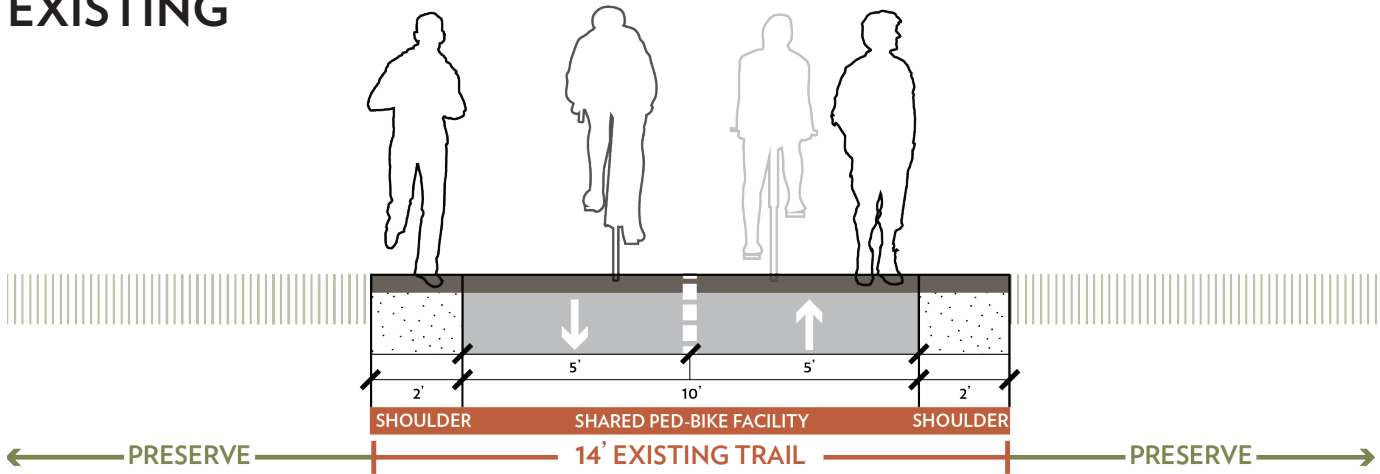 EXISTING
5’ 5’
2’ 10’ 2’
SHOULDER SHARED PED-BIKE FACILITY SHOULDER
PRESERVE 14’ EXISTING TRAIL PRESERVE